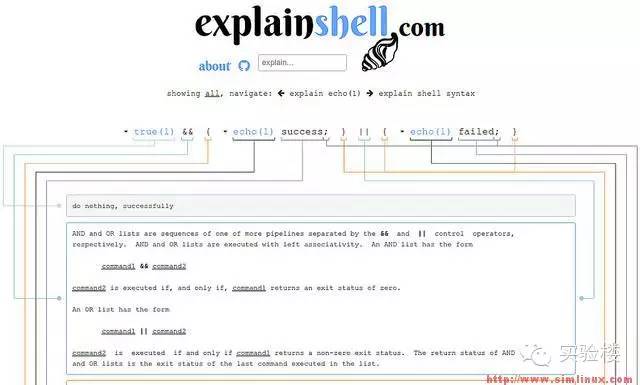 explainshell.com
about explain...
showing all, navigate: ← explain echo(1) → explain shell syntax
true(1) && { echo(1) success; } || { echo(1) failed; }
do nothing, successfully
AND and OR lists are sequences of one of more pipelines separated by the && and || control operators,
respectively. AND and OR lists are executed with left associativity. An AND list has the form
command1 && command2
command2 is executed if, and only if, command1 returns an exit status of zero.
An OR list has the form
command1 || command2
command2 is executed if and only if command1 returns a non-zero exit status. The return status of AND
and OR lists is the exit status of the last command executed in the list.
实验楼
http://www.simlinux.com